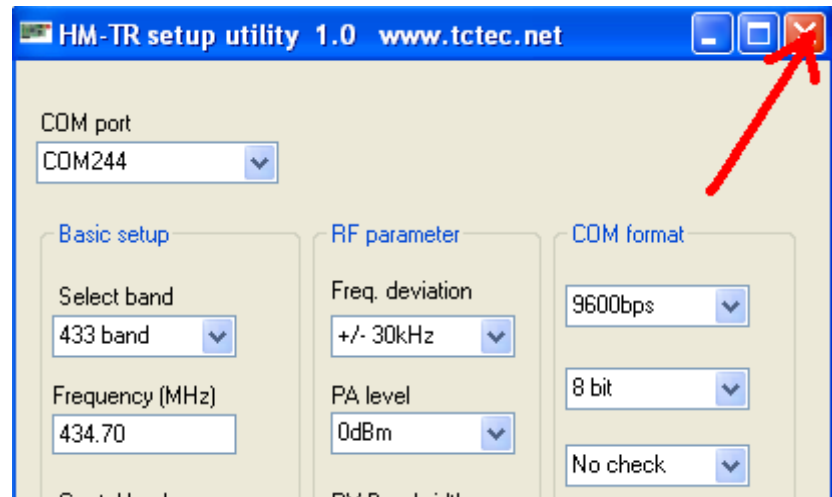 HM-TR setup utility 1.0 www.tctec.net
COM port
COM244
Basic setup
Select band
433 band
Frequency (MHz)
434.70
RF parameter
Freq. deviation
+/- 30kHz
PA level
0dBm
COM format
9600bps
8 bit
No check